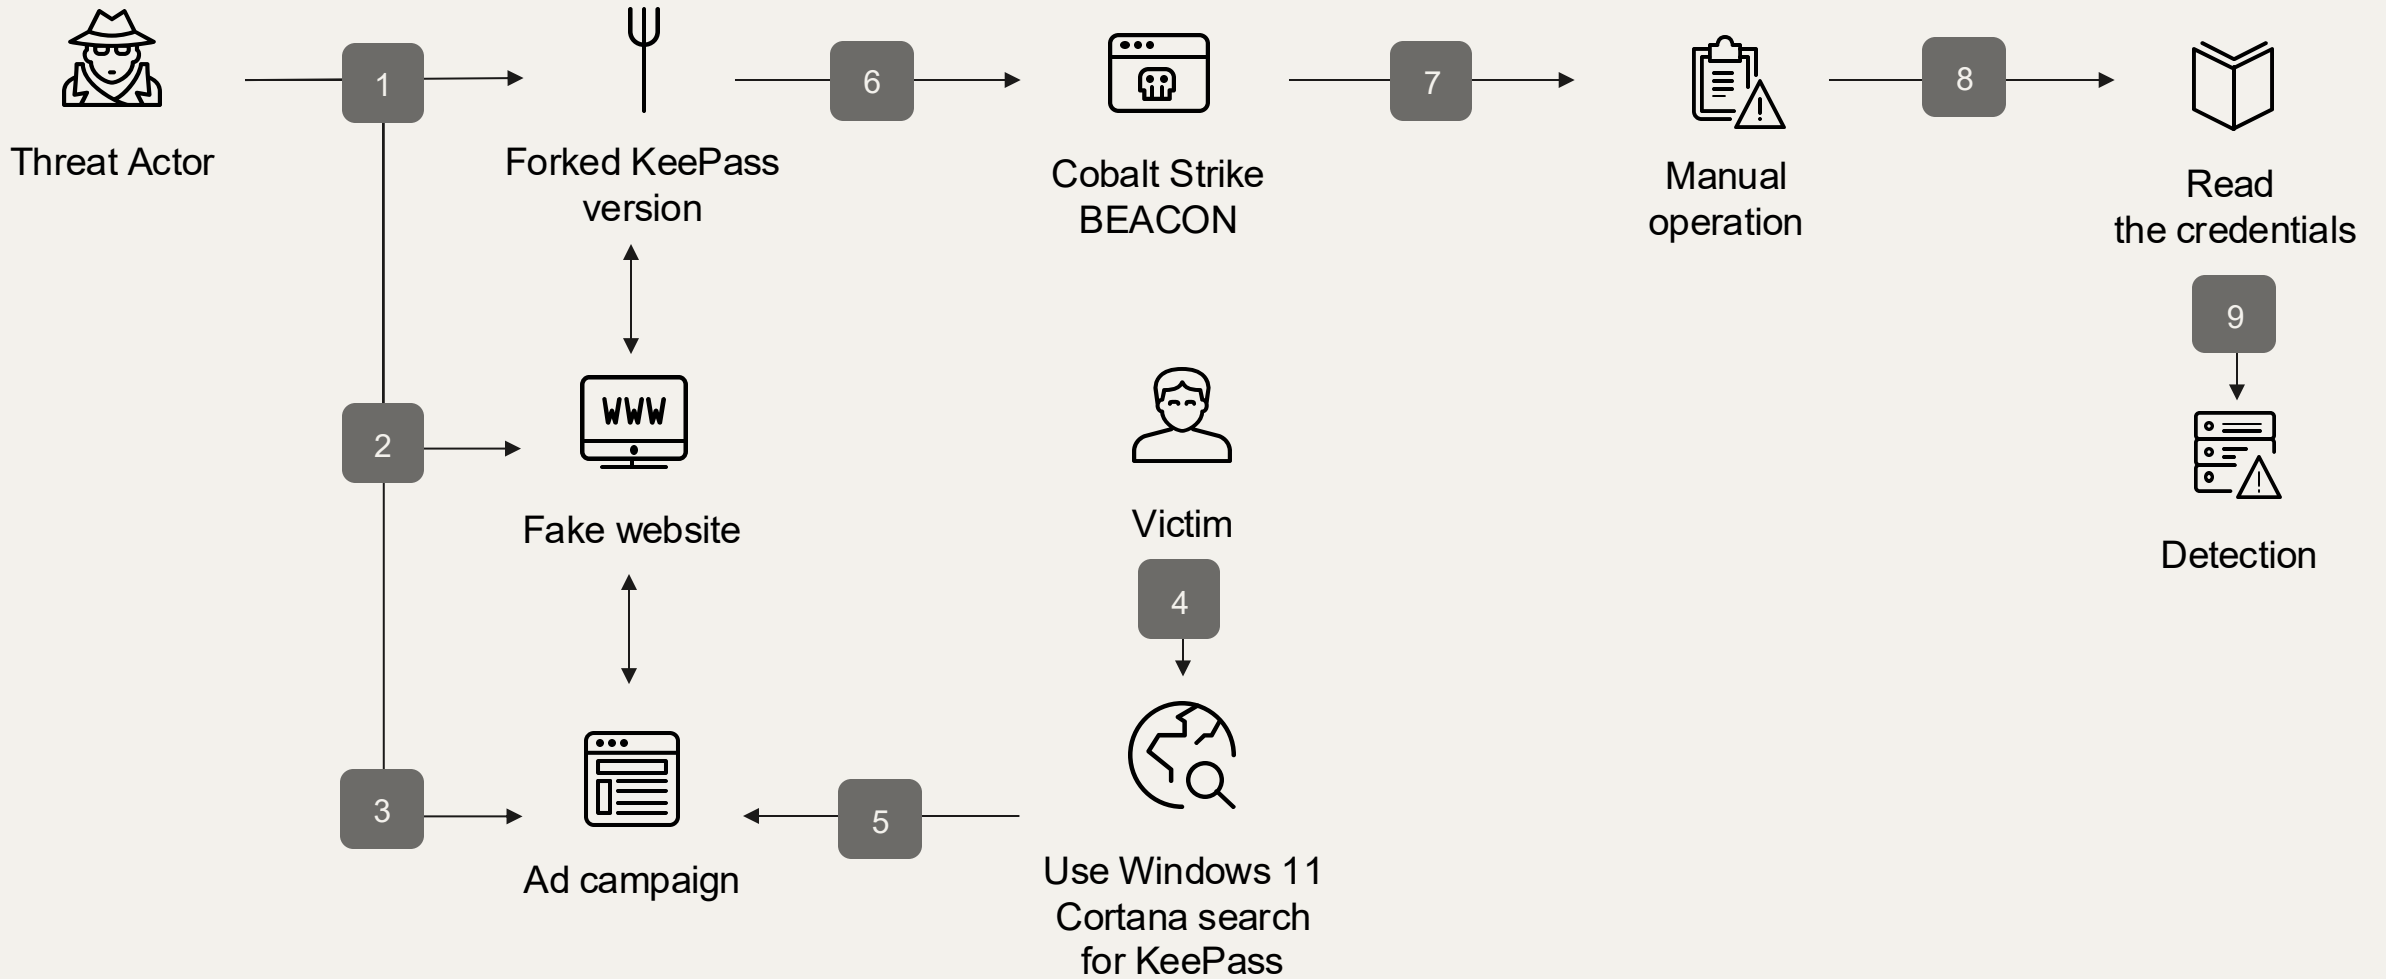 1
6
7
8
Threat Actor
Forked KeePass
version
Cobalt Strike
BEACON
Manual
operation
Read
the credentials
9
2
WWW
Fake website
Victim
Detection
4
3
5
Ad campaign
Use Windows 11
Cortana search
for KeePass